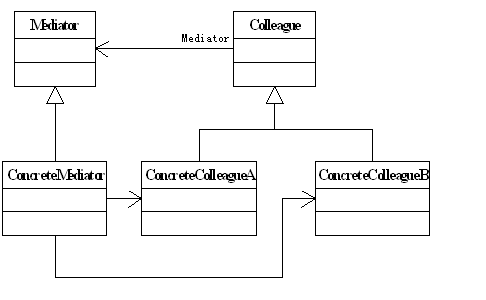 Mediator
Colleague
Mediator
ConcreteMediator
ConcreteColleagueA
ConcreteColleagueB